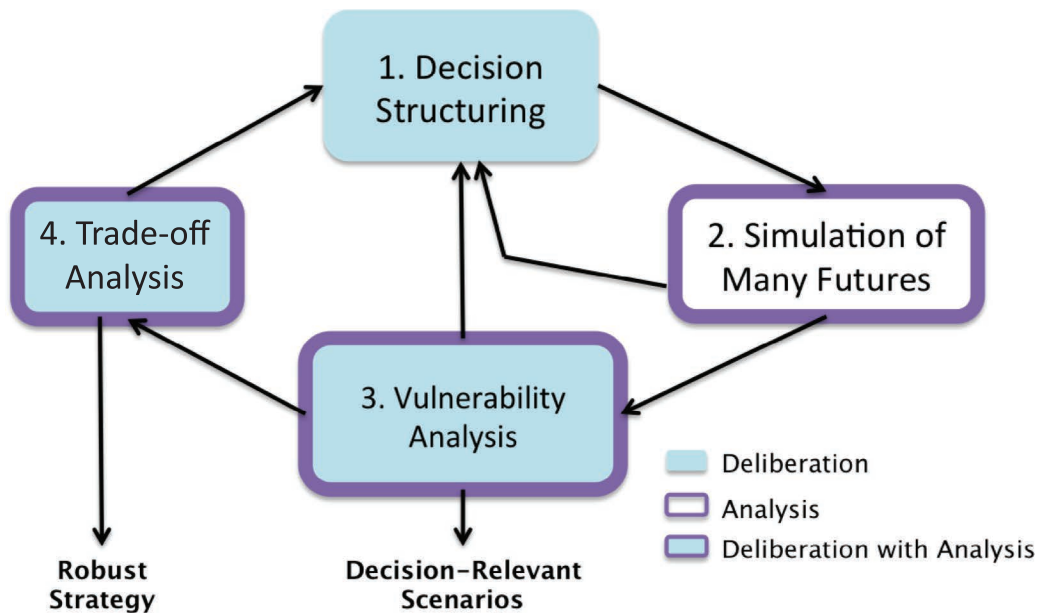 1. Decision
Structuring
4. Trade-off
Analysis
2. Simulation of
Many Futures
3. Vulnerability
Analysis
Deliberation
Analysis
Deliberation with Analysis
Robust
Strategy
Decision-Relevant
Scenarios